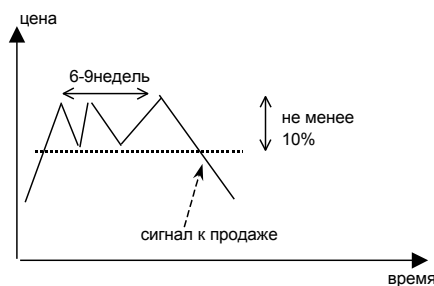 цена
6-9недель
не менее
10%
сигнал к продаже
время